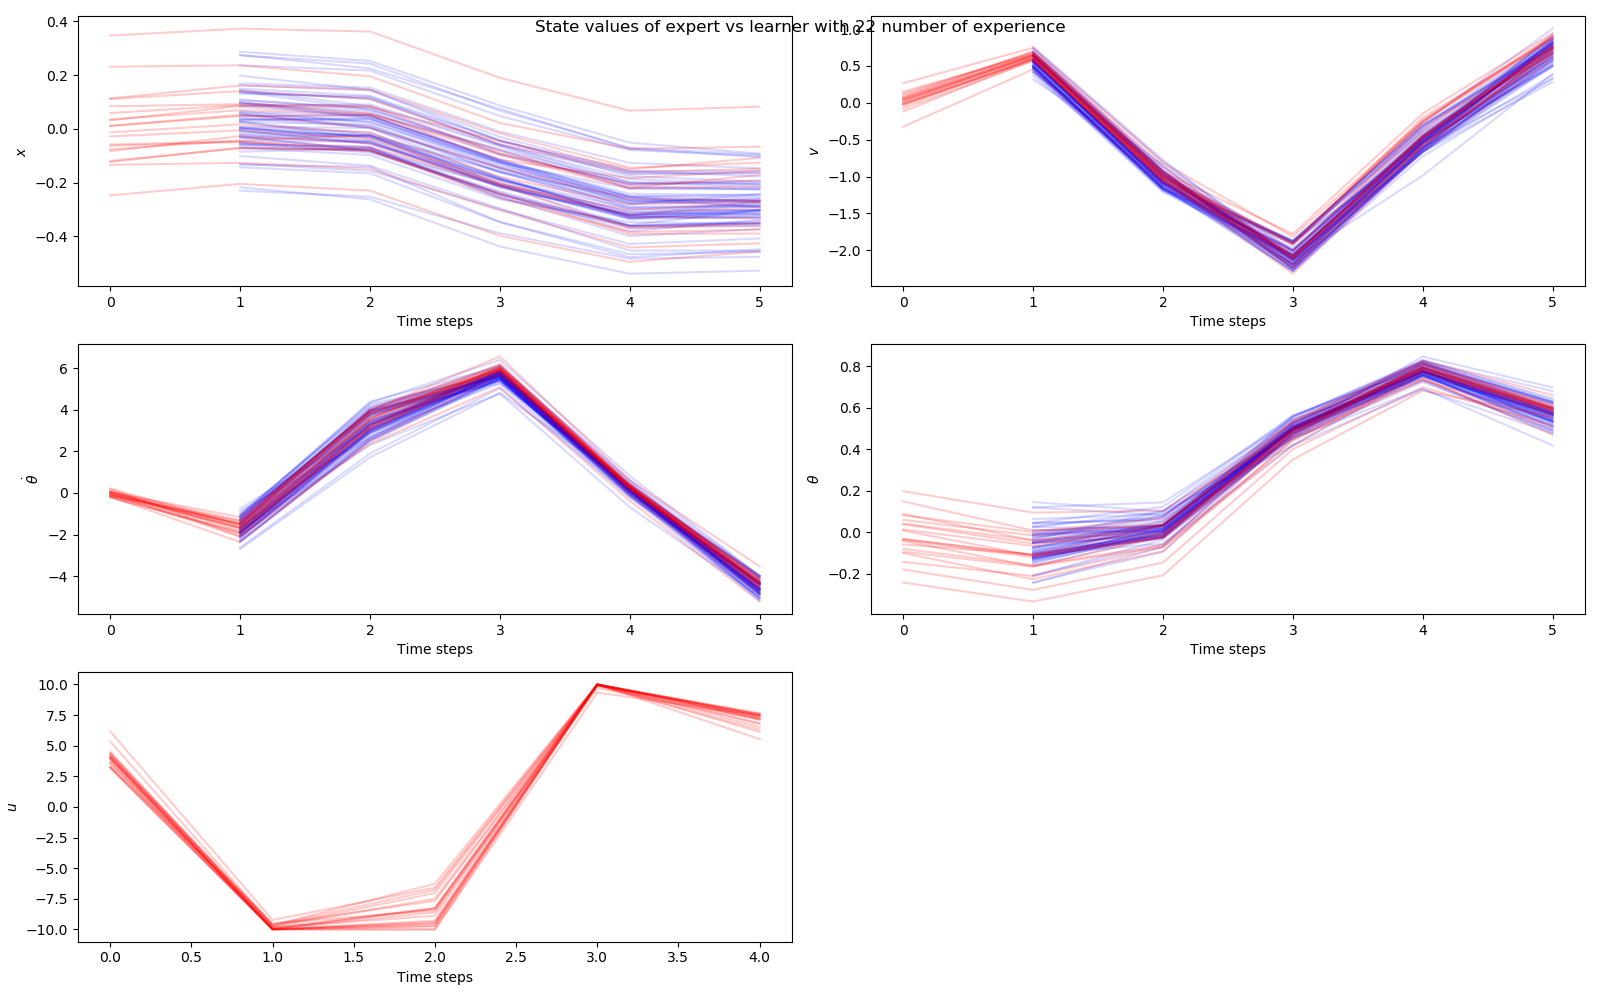 State values of expert vs learner with 22 number of experience
0.4
0.2
0.0
−0.2
−0.4
x
0 1 2 3 4 5
Time steps
1.0
0.5
0.0
−0.5
−1.0
−1.5
−2.0
v
0 1 2 3 4 5
Time steps
6
4
2
0
−2
−4
θ̇
0 1 2 3 4 5
Time steps
0.8
0.6
0.4
0.2
0.0
−0.2
θ
0 1 2 3 4 5
Time steps
10.0
7.5
5.0
2.5
0.0
−2.5
−5.0
−7.5
−10.0
u
0.0 0.5 1.0 1.5 2.0 2.5 3.0 3.5 4.0
Time steps